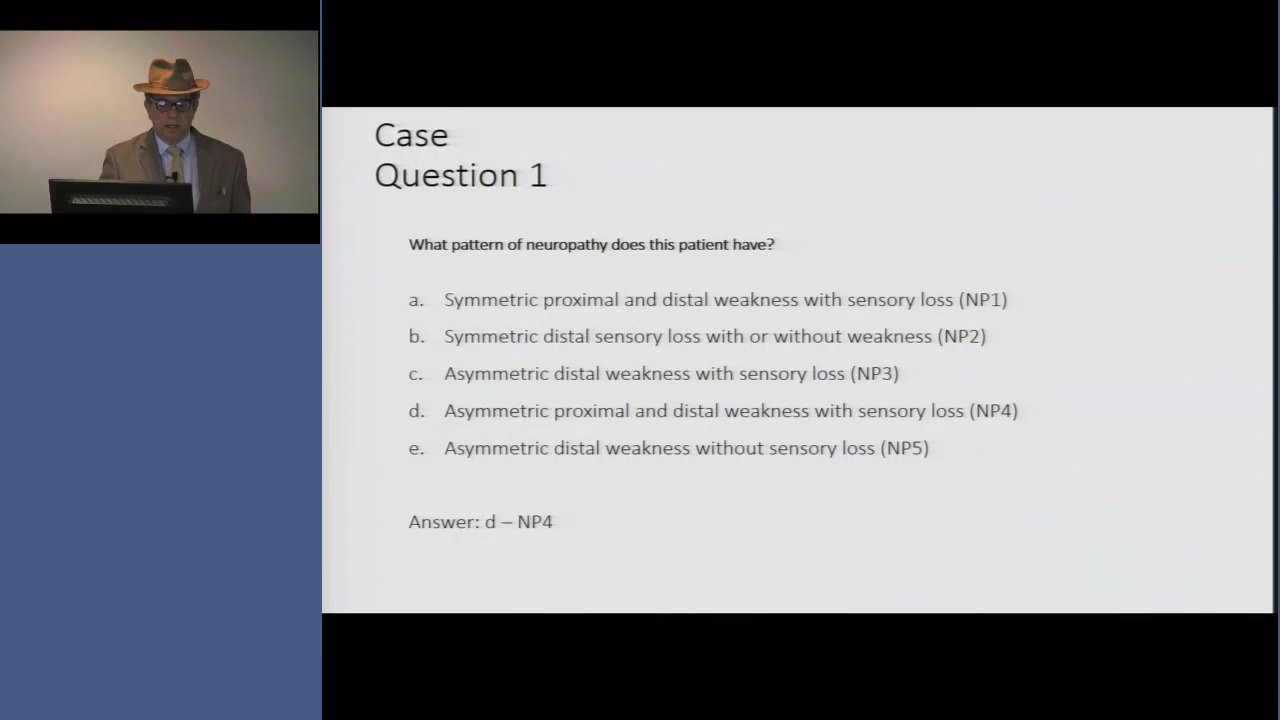 Case
Question 1
What pattern of neuropathy does this patient have?
a. Symmetric proximal and distal weakness with sensory loss (NP1)
b. Symmetric distal sensory loss with or without weakness (NP2)
c. Asymmetric distal weakness with sensory loss (NP3)
d. Asymmetric proximal and distal weakness with sensory loss (NP4)
e. Asymmetric distal weakness without sensory loss (NP5)
Answer: d – NP4